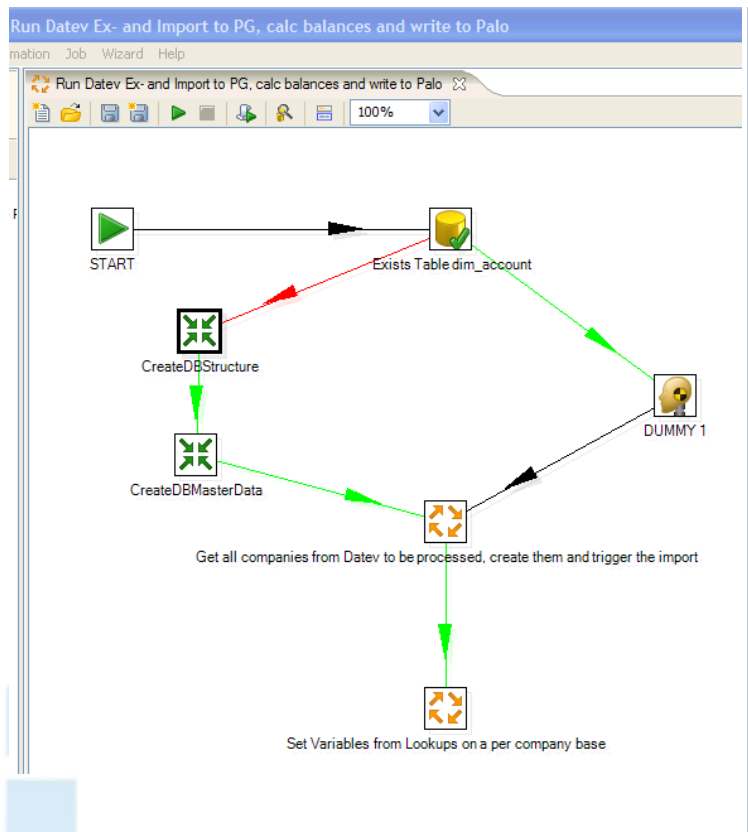 Run Datev Ex- and Import to PG, calc balances and write to Palo
mation Job Wizard Help
Run Datev Ex- and Import to PG, calc balances and write to Palo
100%
START
Exists Table dim_account
CreateDBStructure
DUMMY 1
CreateDBMasterData
Get all companies from Datev to be processed, create them and trigger the import
Set Variables from Lookups on a per company base